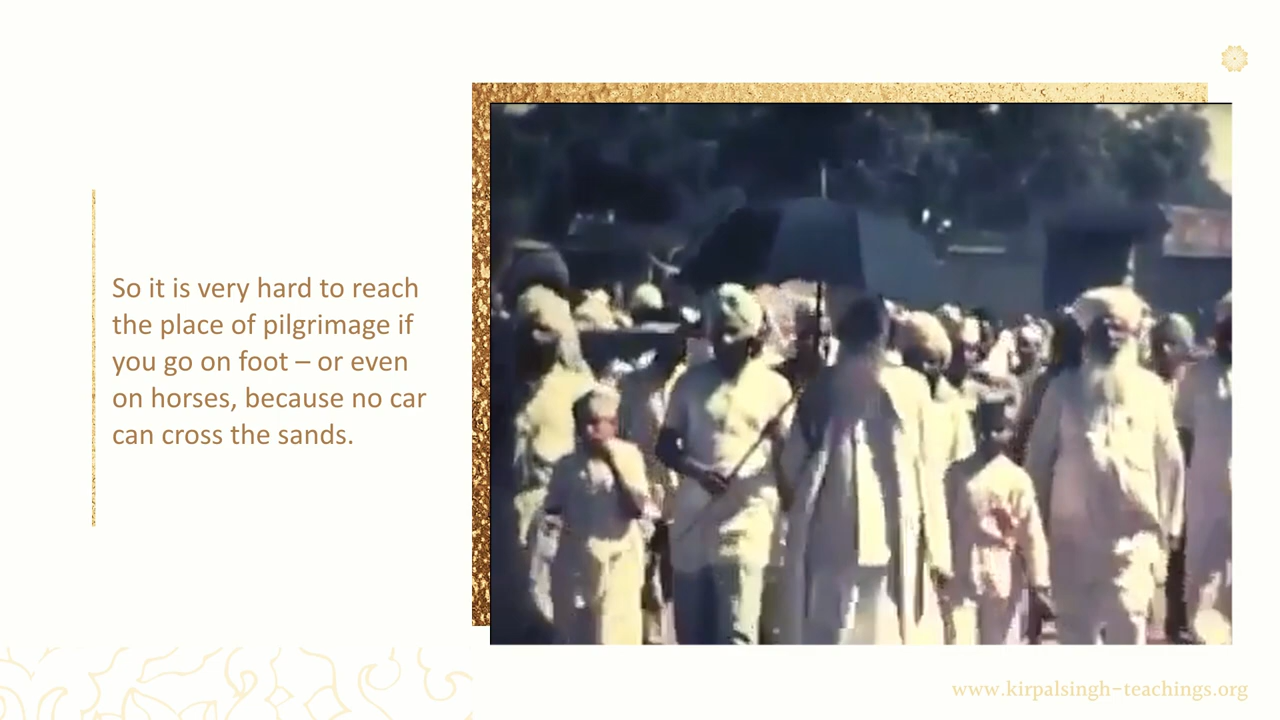 So it is very hard to reach
the place of pilgrimage if
you go on foot – or even
on horses, because no car
can cross the sands.
www.kirpalsingh-teachings.org